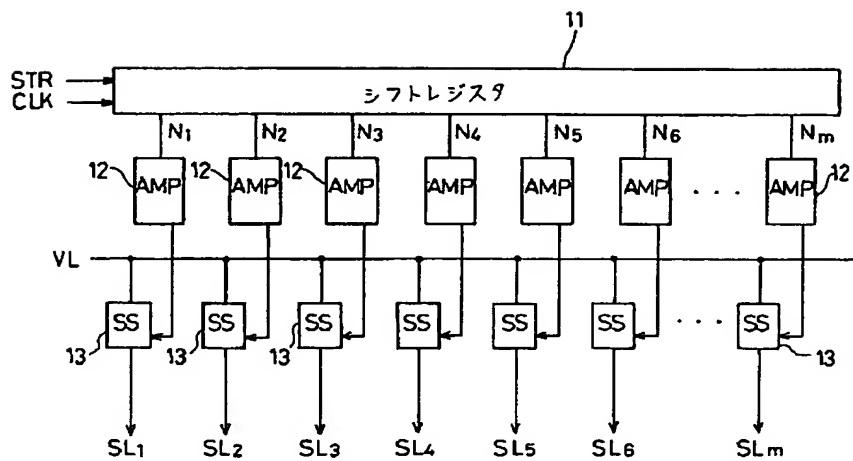 11
STR
CLK
シフトレジスタ
N1 N2 N3 N4 N5 N6 Nm
12 AMP 12 AMP 12 AMP AMP AMP AMP . . . AMP 12
VL
SS SS SS SS SS SS . . . SS
13 13 13 13
SL1 SL2 SL3 SL4 SL5 SL6 SLm